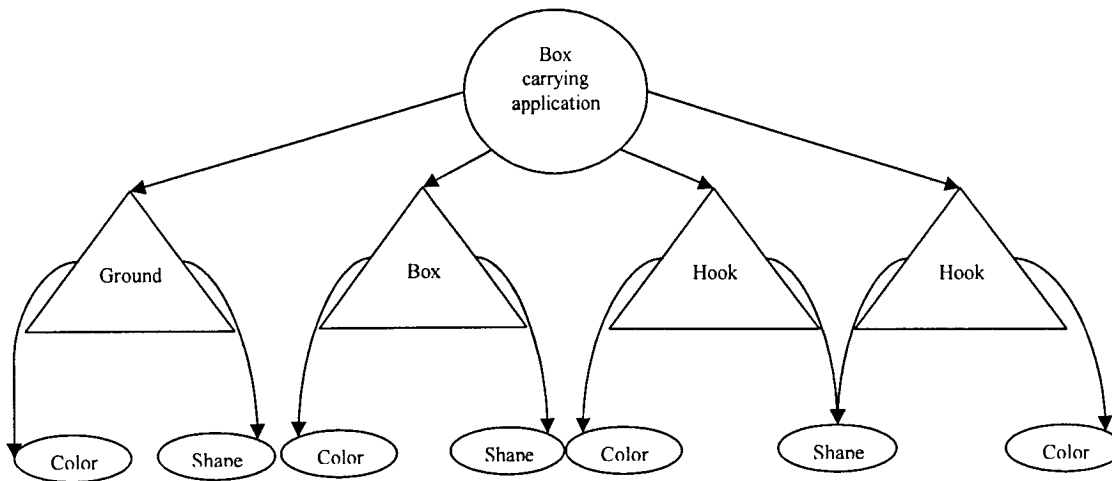 Box
carrying
application
Ground
Box
Hook
Hook
Color
Shape
Color
Shape
Color
Shape
Color